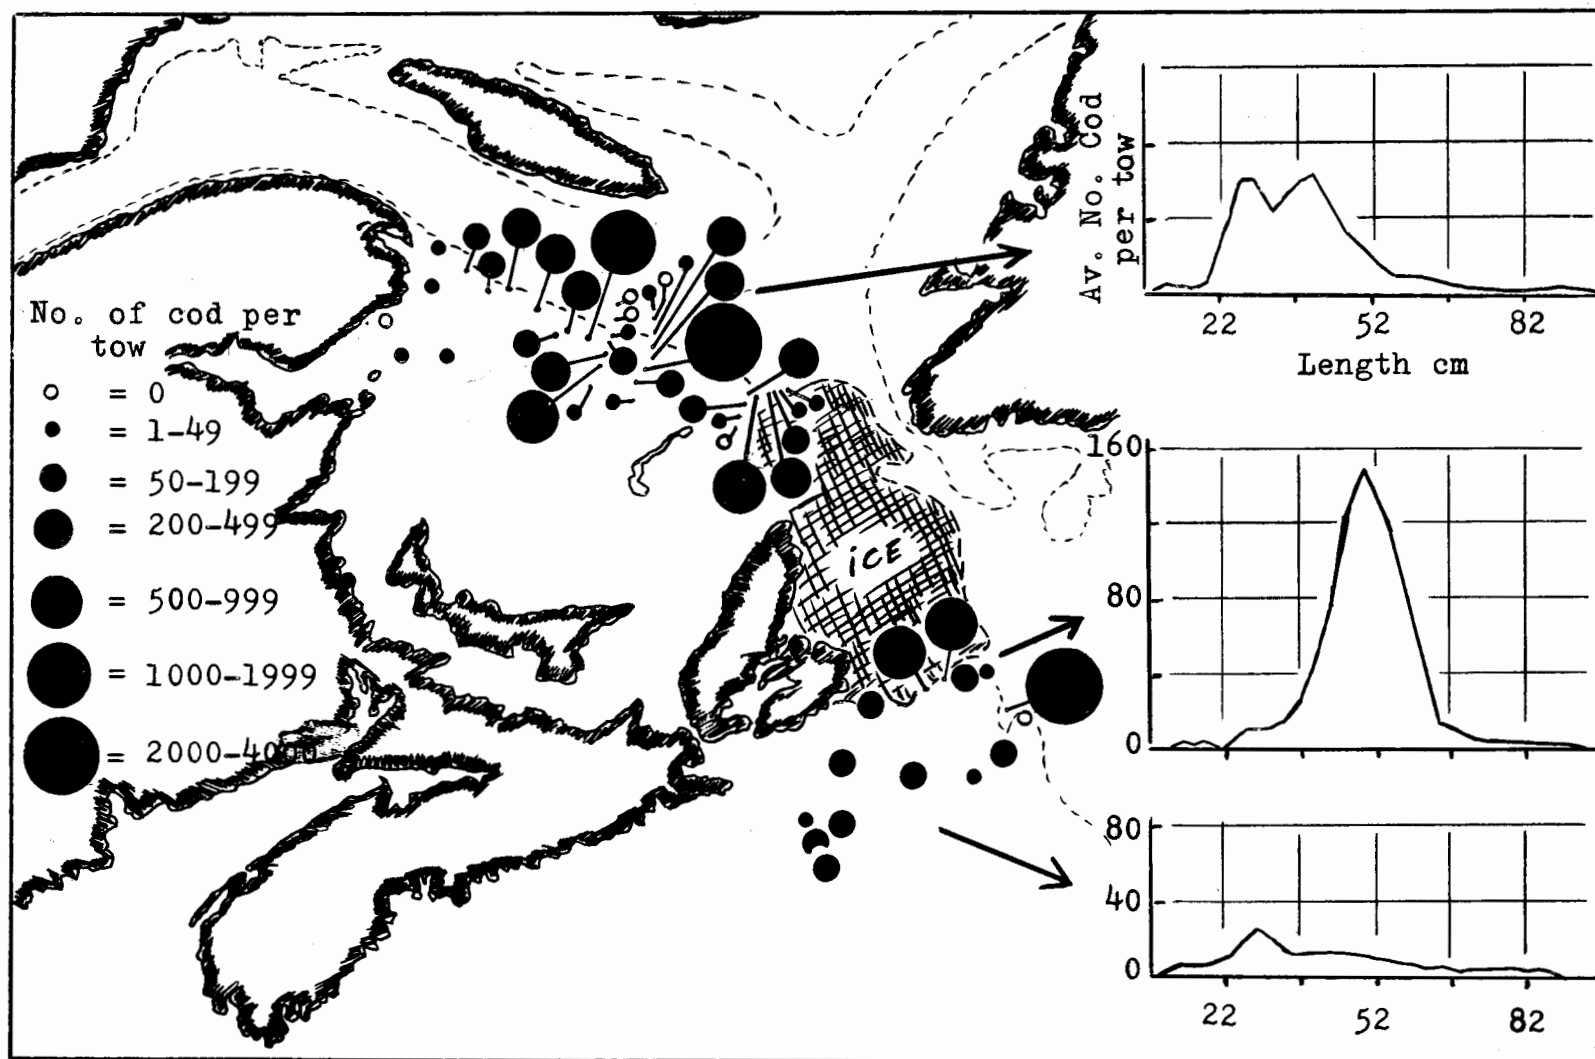 No. of cod per
tow
= 0
= 1-49
= 50-199
= 200-499
= 500-999
= 1000-1999
= 2000-4000
iCE
Av. No. Cod
per tow
22 52 82
Length cm
160
80
0
80
40
0
22 52 82